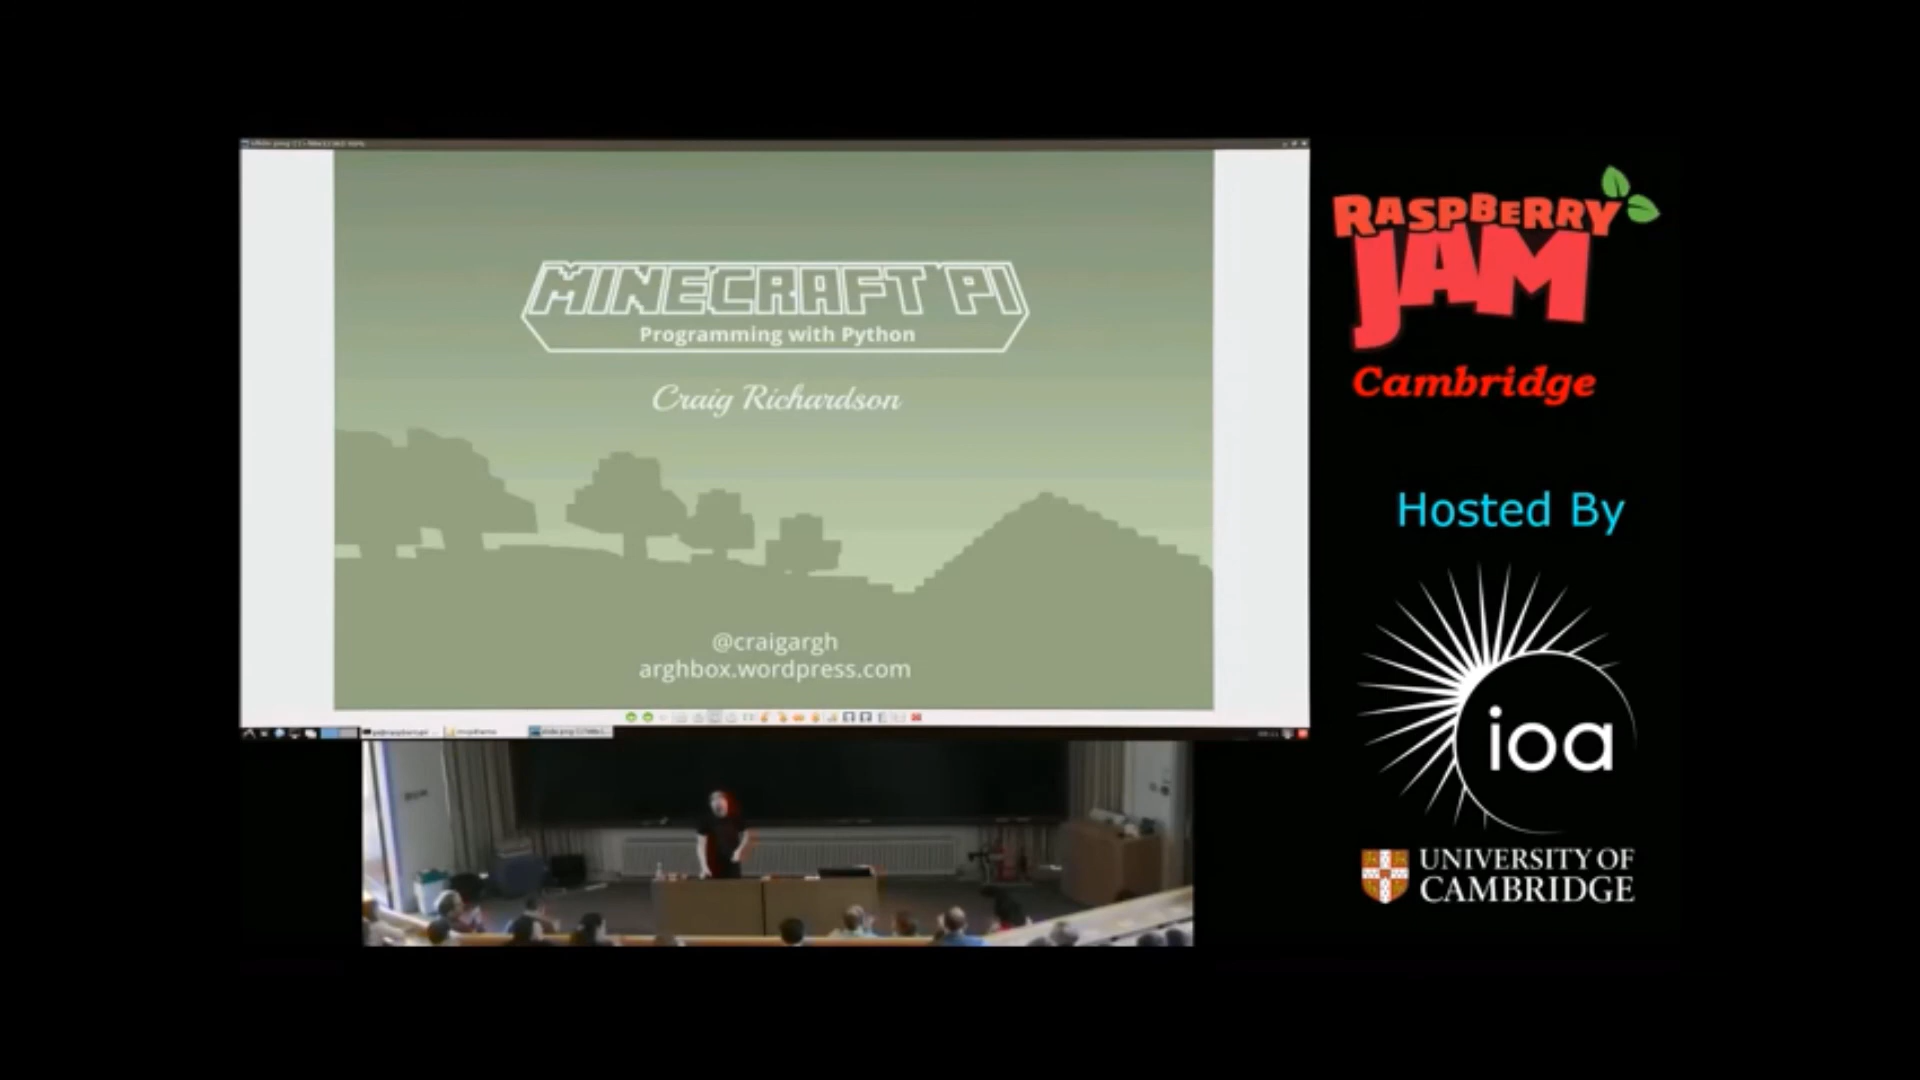 MINECRAFT PI
Programming with Python
Craig Richardson
@craigargh
arghbox.wordpress.com
RASPBERRY
JAM
Cambridge
Hosted By
ioa
UNIVERSITY OF
CAMBRIDGE